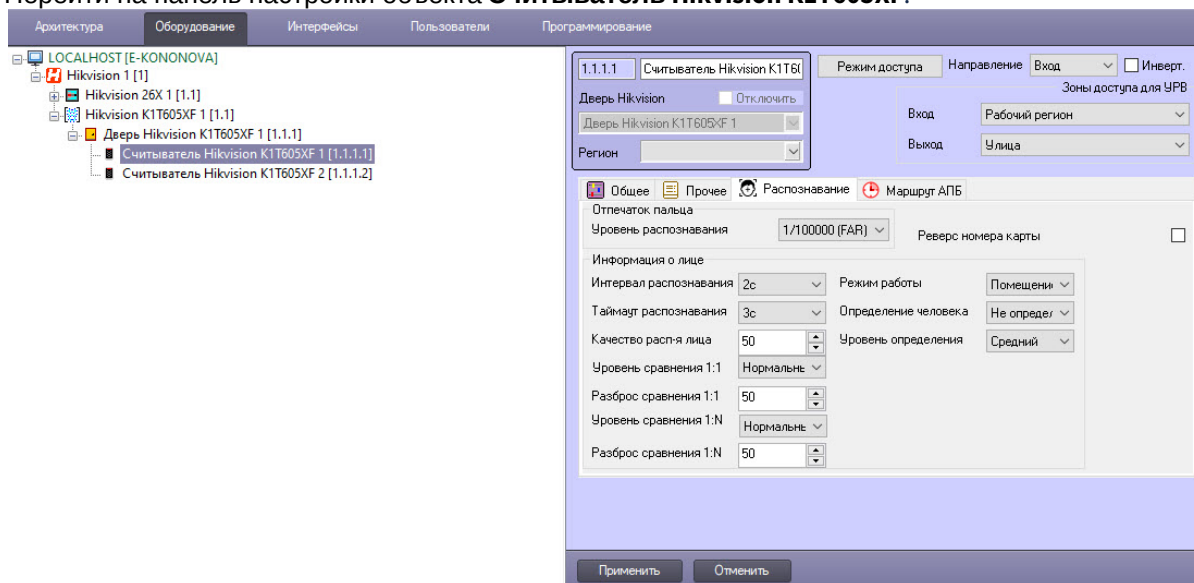 Перейти на панель настройки объекта Считыватель Hikvision K1T605XF.
Архитектура Оборудование Интерфейсы Пользователи Программирование
LOCALHOST [E-KONONOVA]
Hikvision 1 [1]
Hikvision 26X 1 [1.1]
Hikvision K1T605XF 1 [1.1]
Дверь Hikvision K1T605XF 1 [1.1.1]
Считыватель Hikvision K1T605XF 1 [1.1.1.1]
Считыватель Hikvision K1T605XF 2 [1.1.1.2]
1.1.1.1 Считыватель Hikvision K1T6( Режим доступа Направление Вход Инверт.
Дверь Hikvision Отключить Зоны доступа для УРВ
Дверь Hikvision K1T605XF 1 Вход Рабочий регион
Регион Выход Улица
Общее Прочее Распознавание Маршрут АПБ
Отпечаток пальца
Уровень распознавания 1/100000 (FAR) Реверс номера карты
Информация о лице
Интервал распознавания 2с Режим работы Помещени
Таймаут распознавания 3с Определение человека Не определ
Качество расп-я лица 50 Уровень определения Средний
Уровень сравнения 1:1 Нормальн
Разброс сравнения 1:1 50
Уровень сравнения 1:N Нормальн
Разброс сравнения 1:N 50
Применить Отменить